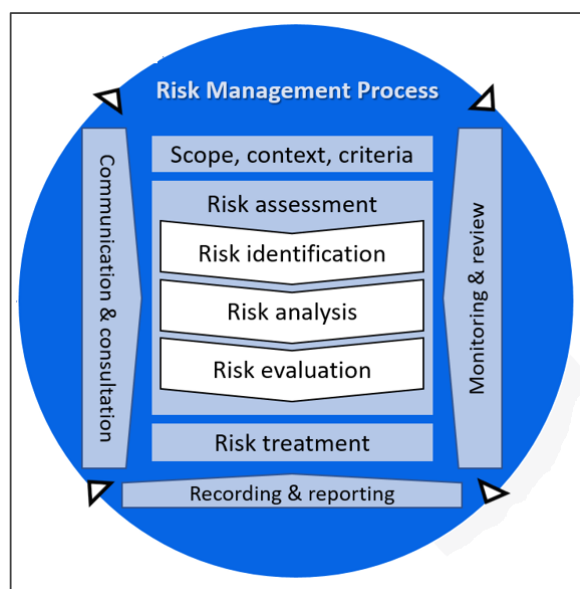 Risk Management Process
Communication & consultation
Scope, context, criteria
Risk assessment
Risk identification
Risk analysis
Risk evaluation
Risk treatment
Monitoring & review
Recording & reporting